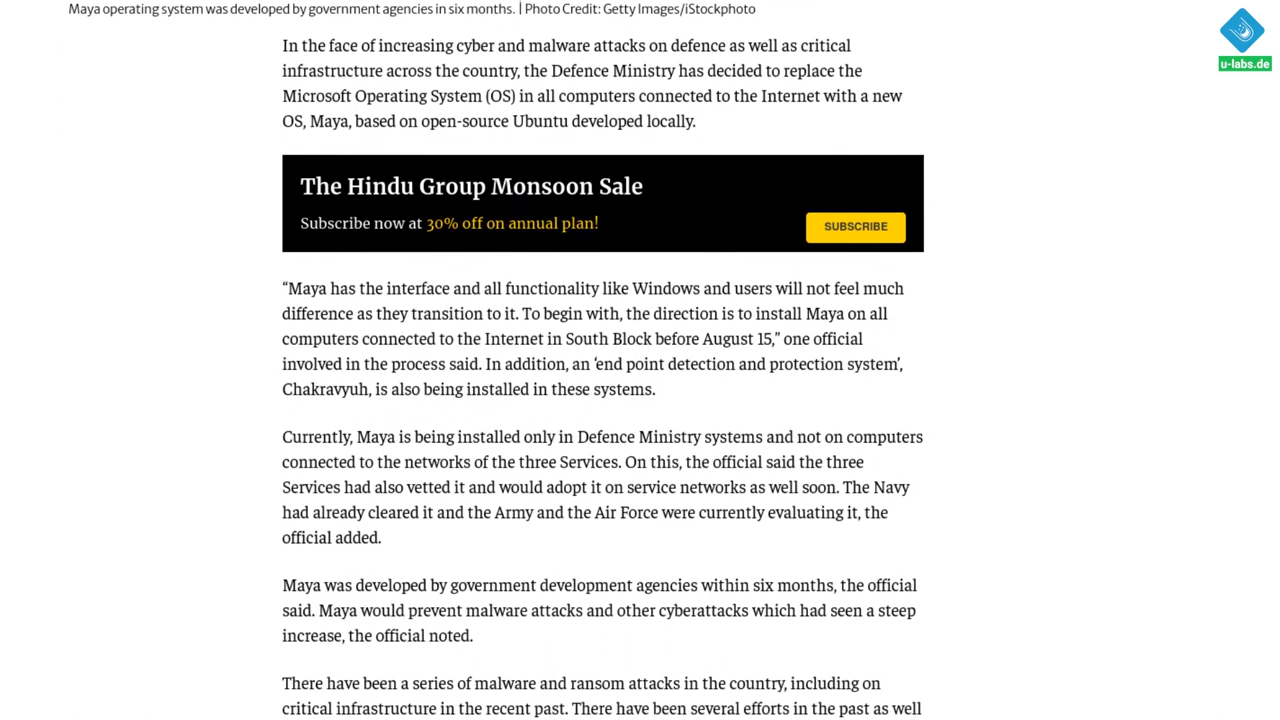 Maya operating system was developed by government agencies in six months. | Photo Credit: Getty Images/iStockphoto
u-labs.de
In the face of increasing cyber and malware attacks on defence as well as critical
infrastructure across the country, the Defence Ministry has decided to replace the
Microsoft Operating System (OS) in all computers connected to the Internet with a new
OS, Maya, based on open-source Ubuntu developed locally.
The Hindu Group Monsoon Sale
Subscribe now at 30% off on annual plan!
SUBSCRIBE
“Maya has the interface and all functionality like Windows and users will not feel much
difference as they transition to it. To begin with, the direction is to install Maya on all
computers connected to the Internet in South Block before August 15,” one official
involved in the process said. In addition, an ‘end point detection and protection system’,
Chakravyuh, is also being installed in these systems.
Currently, Maya is being installed only in Defence Ministry systems and not on computers
connected to the networks of the three Services. On this, the official said the three
Services had also vetted it and would adopt it on service networks as well soon. The Navy
had already cleared it and the Army and the Air Force were currently evaluating it, the
official added.
Maya was developed by government development agencies within six months, the official
said. Maya would prevent malware attacks and other cyberattacks which had seen a steep
increase, the official noted.
There have been a series of malware and ransom attacks in the country, including on
critical infrastructure in the recent past. There have been several efforts in the past as well